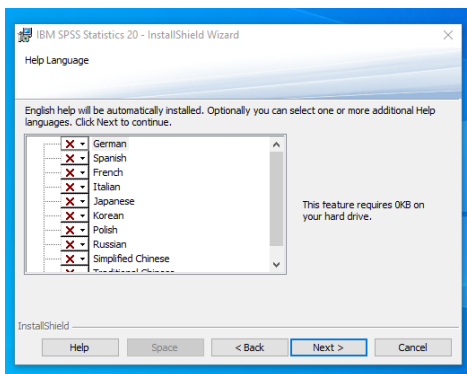 IBM SPSS Statistics 20 - InstallShield Wizard
Help Language
English help will be automatically installed. Optionally you can select one or more additional Help
languages. Click Next to continue.
German
Spanish
French
Italian
Japanese
Korean
Polish
Russian
Simplified Chinese
Traditional Chinese
This feature requires 0KB on
your hard drive.
InstallShield
Help
Space
< Back
Next >
Cancel